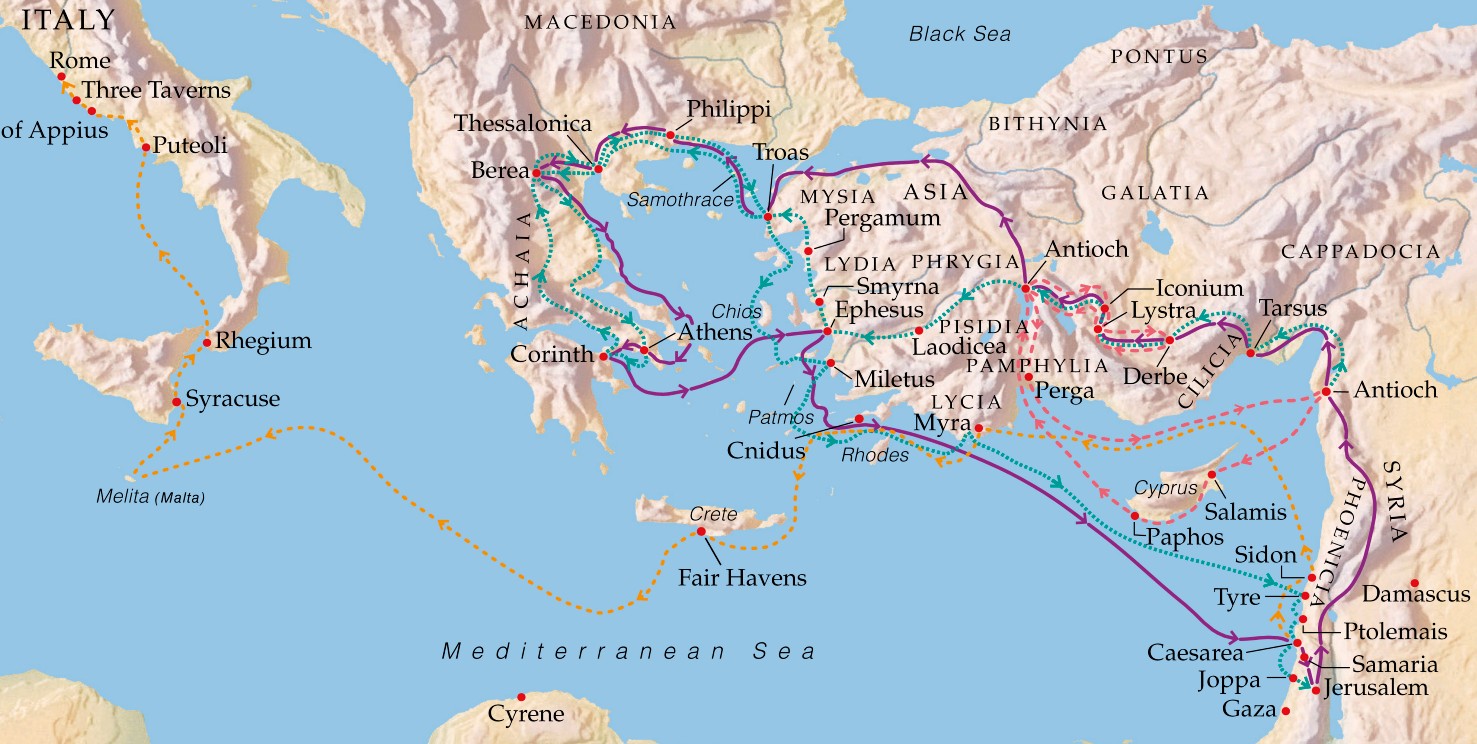 ITALY
MACEDONIA
Black Sea
Rome
PONTUS
Three Taverns
Philippi
of Appius
Thessalonica
BITHYNIA
Puteoli
Troas
Berea
Samothrace
MYSIA
ASIA
GALATIA
Pergamum
ACHAIA
Antioch
CAPPADOCIA
LYDIA
PHRYGIA
Smyrna
Iconium
Chios
Ephesus
Lystra
Tarsus
Rhegium
Athens
PISIDIA
Corinth
Laodicea
PAMPHYLIA
Miletus
Derbe
CILICIA
Perga
Antioch
Syracuse
Patmos
LYCIA
Myra
Cnidus
Rhodes
Melita (Malta)
Cyprus
SYRIA
Crete
Salamis
PHOENICIA
Paphos
Sidon
Fair Havens
Tyre
Damascus
Ptolemais
Mediterranean Sea
Caesarea
Samaria
Joppa
Jerusalem
Cyrene
Gaza